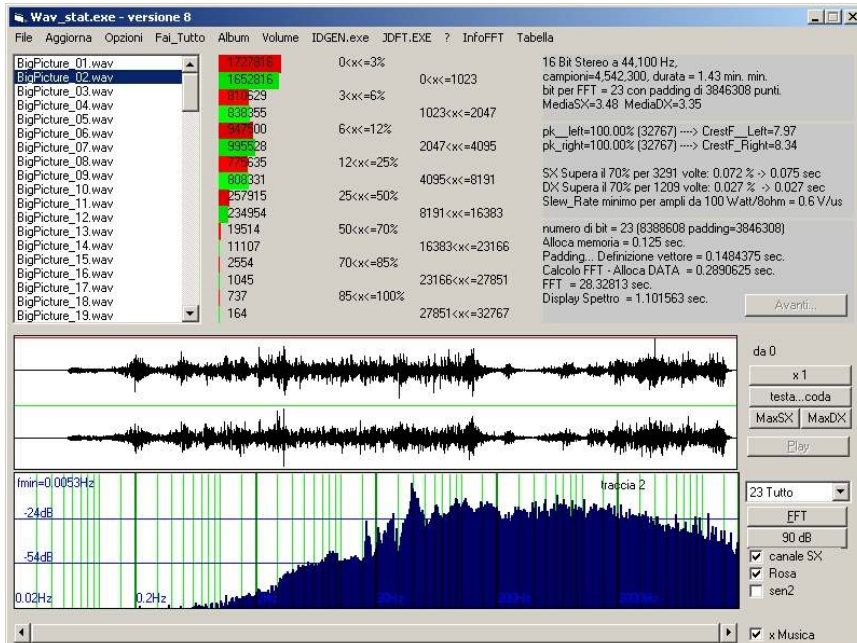 Wav_stat.exe - versione 8
File Aggiorna Opzioni Fai_Tutto Album Volume IDGEN.exe JDFT.EXE ? InfoFFT Tabella
BigPicture_01.wav
BigPicture_02.wav
BigPicture_03.wav
BigPicture_04.wav
BigPicture_05.wav
BigPicture_06.wav
BigPicture_07.wav
BigPicture_08.wav
BigPicture_09.wav
BigPicture_10.wav
BigPicture_11.wav
BigPicture_12.wav
BigPicture_13.wav
BigPicture_14.wav
BigPicture_15.wav
BigPicture_16.wav
BigPicture_17.wav
BigPicture_18.wav
BigPicture_19.wav
1727816 0<x<=3%
1652816 0<x<=1023
810629 3<x<=6%
838355 1023<x<=2047
947500 6<x<=12%
995528 2047<x<=4095
775635 12<x<=25%
808331 4095<x<=8191
257915 25<x<=50%
234954 8191<x<=16383
19514 50<x<=70%
11107 16383<x<=23166
2554 70<x<=85%
1045 23166<x<=27851
737 85<x<=100%
164 27851<x<=32767
16 Bit Stereo a 44,100 Hz,
campioni=4,542,300, durata = 1.43 min. min.
bit per FFT = 23 con padding di 3846308 punti.
MediaSX=3.48 MediaDX=3.35
pk__left=100.00% (32767) ----> CrestF__Left=7.97
pk_right=100.00% (32767) ----> CrestF_Right=8.34
SX Supera il 70% per 3291 volte: 0.072 % -> 0.075 sec
DX Supera il 70% per 1209 volte: 0.027 % -> 0.027 sec
Slew_Rate minimo per ampli da 100 Watt/8ohm = 0.6 V/us
numero di bit = 23 (8388608 padding=3846308)
Alloca memoria = 0.125 sec.
Padding... Definizione vettore = 0.1484375 sec.
Calcolo FFT - Alloca DATA = 0.2890625 sec.
FFT = 28.32813 sec.
Display Spettro = 1.101563 sec.
Avanti...
da 0
x 1
testa...coda
MaxSX MaxDX
Play
fmin=0.0053Hz
traccia 2
-24dB
-54dB
0.02Hz 0.2Hz 2Hz 20Hz 200Hz 2000Hz
23 Tutto
FFT
90 dB
canale SX
Rosa
sen2
x Musica